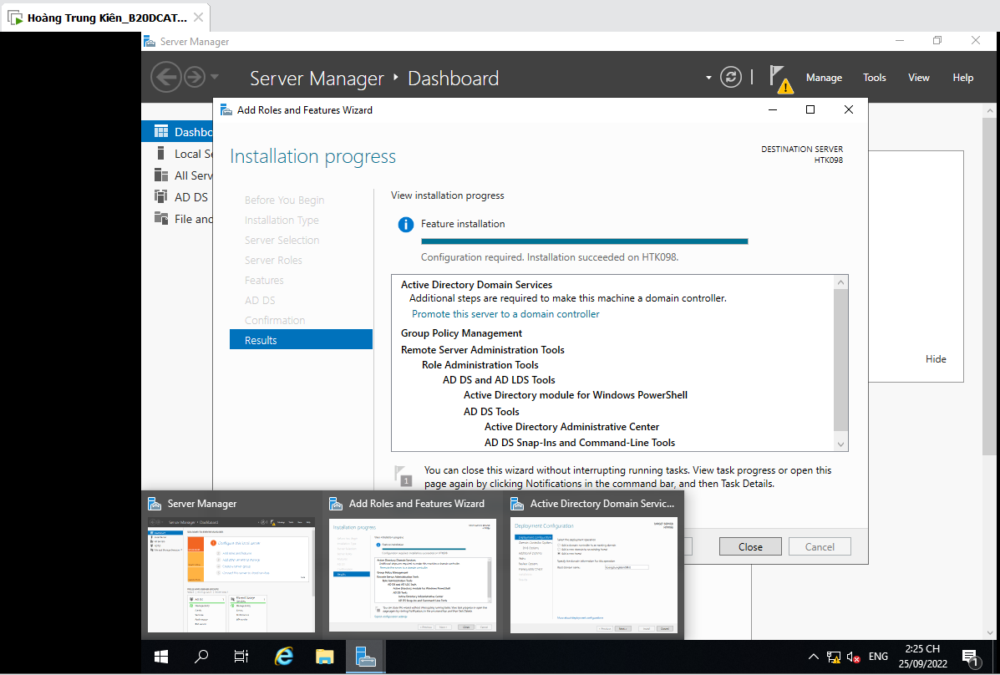 Hoàng Trung Kiên_B20DCAT...
Server Manager
Server Manager Dashboard
Manage Tools View Help
Add Roles and Features Wizard
Dashbo
Local Se
All Serv
AD DS
File and
Installation progress
DESTINATION SERVER
HTK098
Before You Begin
Installation Type
Server Selection
Server Roles
Features
AD DS
Confirmation
Results
View installation progress
Feature installation
Configuration required. Installation succeeded on HTK098.
Active Directory Domain Services
Additional steps are required to make this machine a domain controller.
Promote this server to a domain controller
Group Policy Management
Remote Server Administration Tools
Role Administration Tools
AD DS and AD LDS Tools
Active Directory module for Windows PowerShell
AD DS Tools
Active Directory Administrative Center
AD DS Snap-Ins and Command-Line Tools
Hide
1
You can close this wizard without interrupting running tasks. View task progress or open this
page again by clicking Notifications in the command bar, and then Task Details.
Close Cancel
Server Manager
Add Roles and Features Wizard
Active Directory Domain Servic...
Installation progress
Deployment Configuration
ENG
2:25 CH
25/09/2022
1